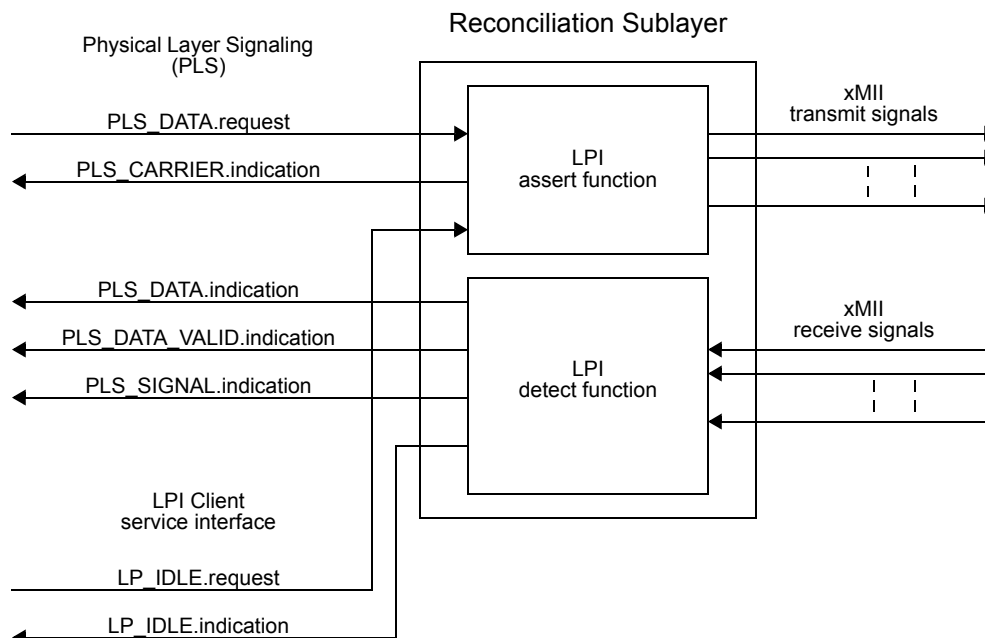 Reconciliation Sublayer
Physical Layer Signaling
(PLS)
PLS_DATA.request
PLS_CARRIER.indication
LPI
assert function
xMII
transmit signals
PLS_DATA.indication
PLS_DATA_VALID.indication
PLS_SIGNAL.indication
LPI
detect function
xMII
receive signals
LPI Client
service interface
LP_IDLE.request
LP_IDLE.indication